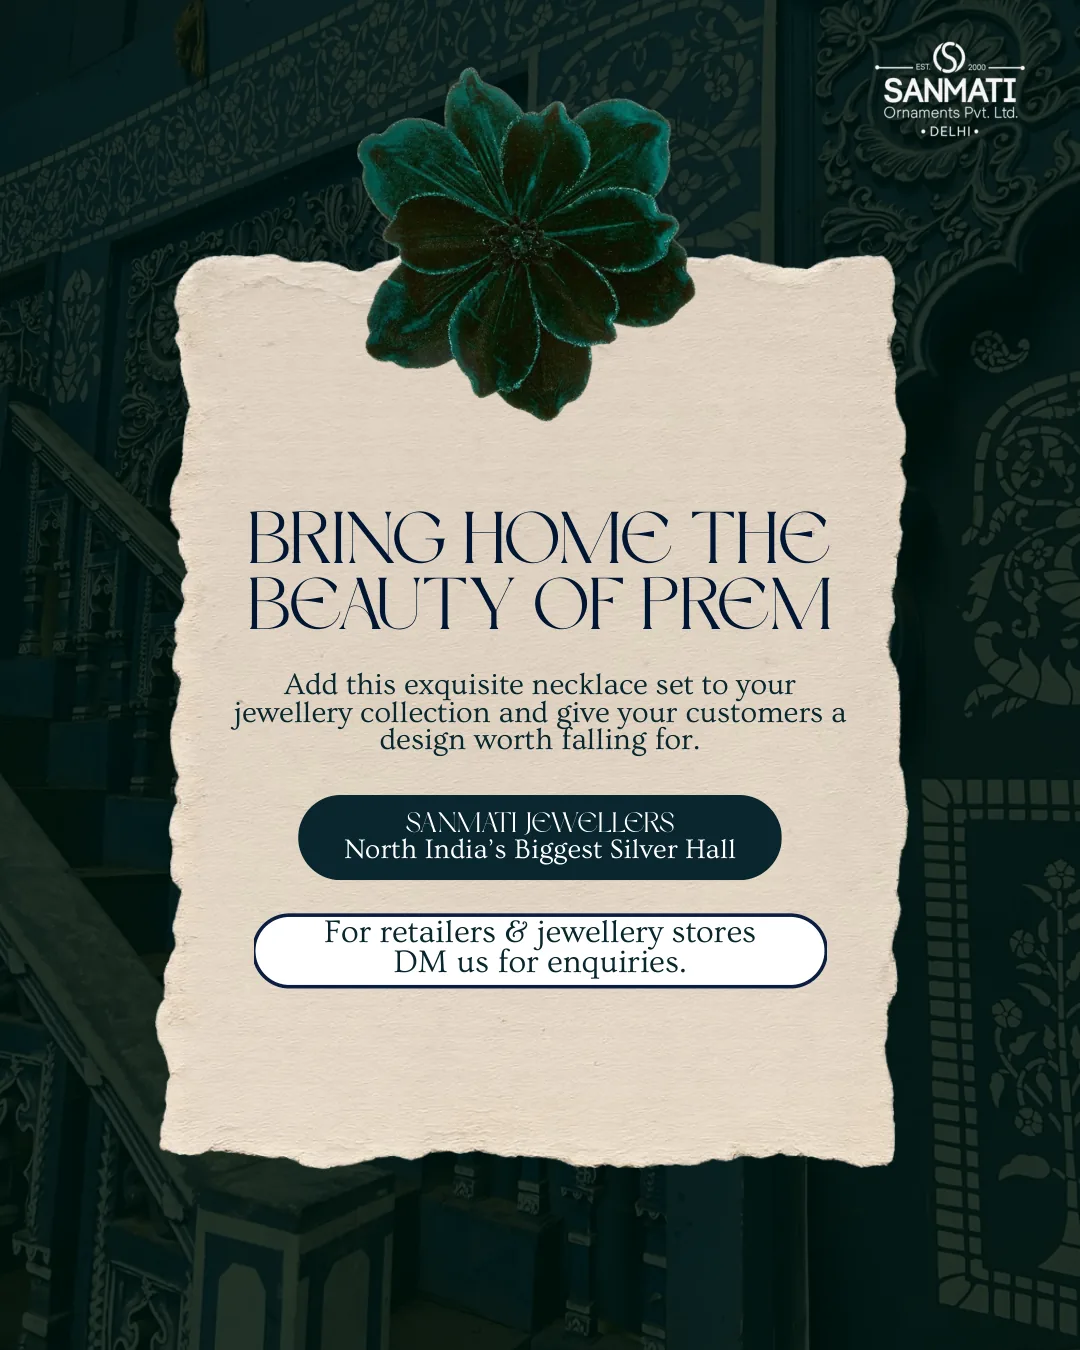 EST. 2000
SANMATI
Ornaments Pvt. Ltd.
• DELHI •
BRING HOME THE
BEAUTY OF PREM
Add this exquisite necklace set to your
jewellery collection and give your customers a
design worth falling for.
SANMATI JEWELLERS
North India's Biggest Silver Hall
For retailers & jewellery stores
DM us for enquiries.